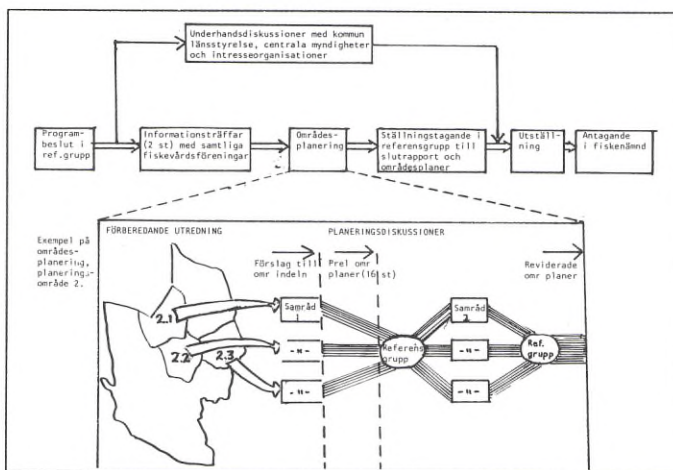 Underhandsdiskussioner med kommun
länsstyrelse, centrala myndigheter
och intresseorganisationer
Program-
beslut i
ref.grupp
Informationsträffar
(2 st) med samtliga
fiskevårdsföreningar
Områdes-
planering
Ställningstagande i
referensgrupp till
slutrapport och
områdesplaner
Utställ-
ning
Antagande
i fiskenämnd
Exempel på
områdes-
planering,
planerings-
område 2.
FÖRBEREDANDE UTREDNING
PLANERINGSDISKUSSIONER
Förslag till
omr indeln
Prel omr
planer(16 st)
Reviderade
omr planer
2.1
2.2
2.3
Samråd
1
-"-
-"-
Referens
grupp
Samråd
2
-"-
-"-
Ref.
grupp